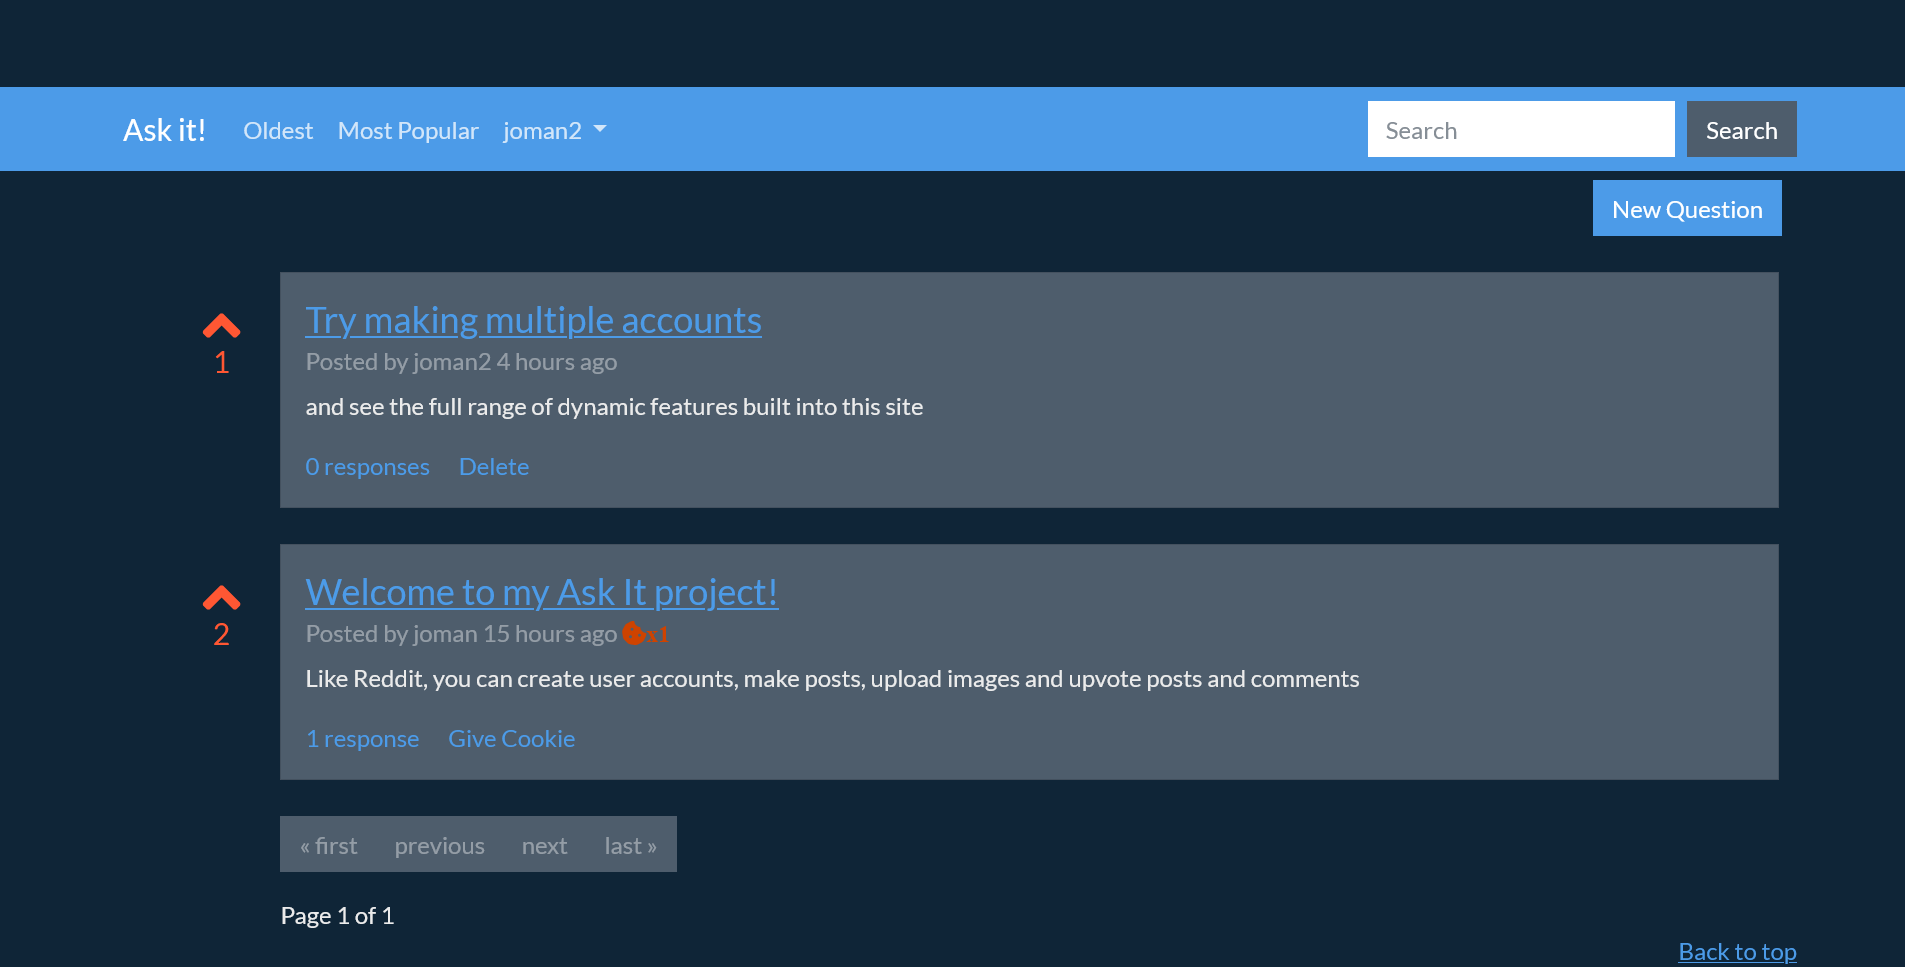 Ask it! Oldest Most Popular joman2 Search Search
New Question
Try making multiple accounts
1
Posted by joman2 4 hours ago
and see the full range of dynamic features built into this site
0 responses Delete
Welcome to my Ask It project!
2
Posted by joman 15 hours ago x1
Like Reddit, you can create user accounts, make posts, upload images and upvote posts and comments
1 response Give Cookie
« first previous next last »
Page 1 of 1
Back to top